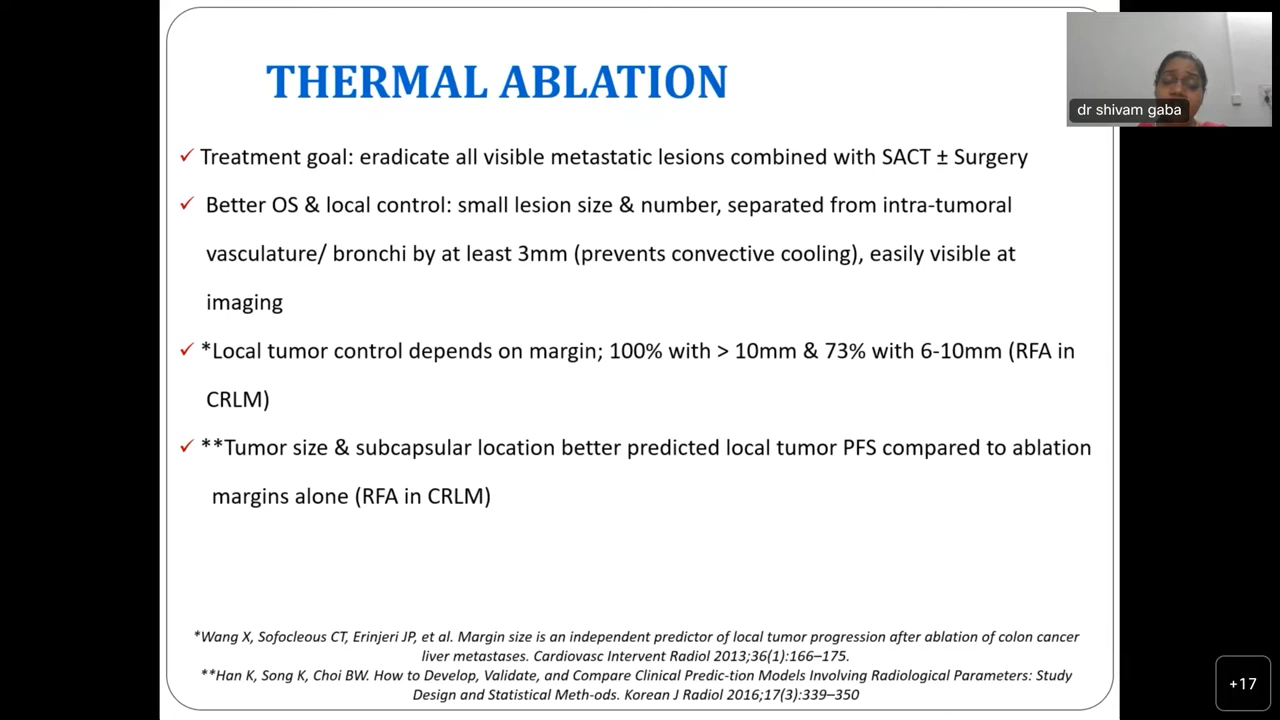 THERMAL ABLATION
dr shivam gaba
✓ Treatment goal: eradicate all visible metastatic lesions combined with SACT ± Surgery
✓ Better OS & local control: small lesion size & number, separated from intra-tumoral
vasculature/ bronchi by at least 3mm (prevents convective cooling), easily visible at
imaging
✓ *Local tumor control depends on margin; 100% with > 10mm & 73% with 6-10mm (RFA in
CRLM)
✓ **Tumor size & subcapsular location better predicted local tumor PFS compared to ablation
margins alone (RFA in CRLM)
*Wang X, Sofocleous CT, Erinjeri JP, et al. Margin size is an independent predictor of local tumor progression after ablation of colon cancer
liver metastases. Cardiovasc Intervent Radiol 2013;36(1):166–175.
**Han K, Song K, Choi BW. How to Develop, Validate, and Compare Clinical Predic-tion Models Involving Radiological Parameters: Study
Design and Statistical Meth-ods. Korean J Radiol 2016;17(3):339–350
+17